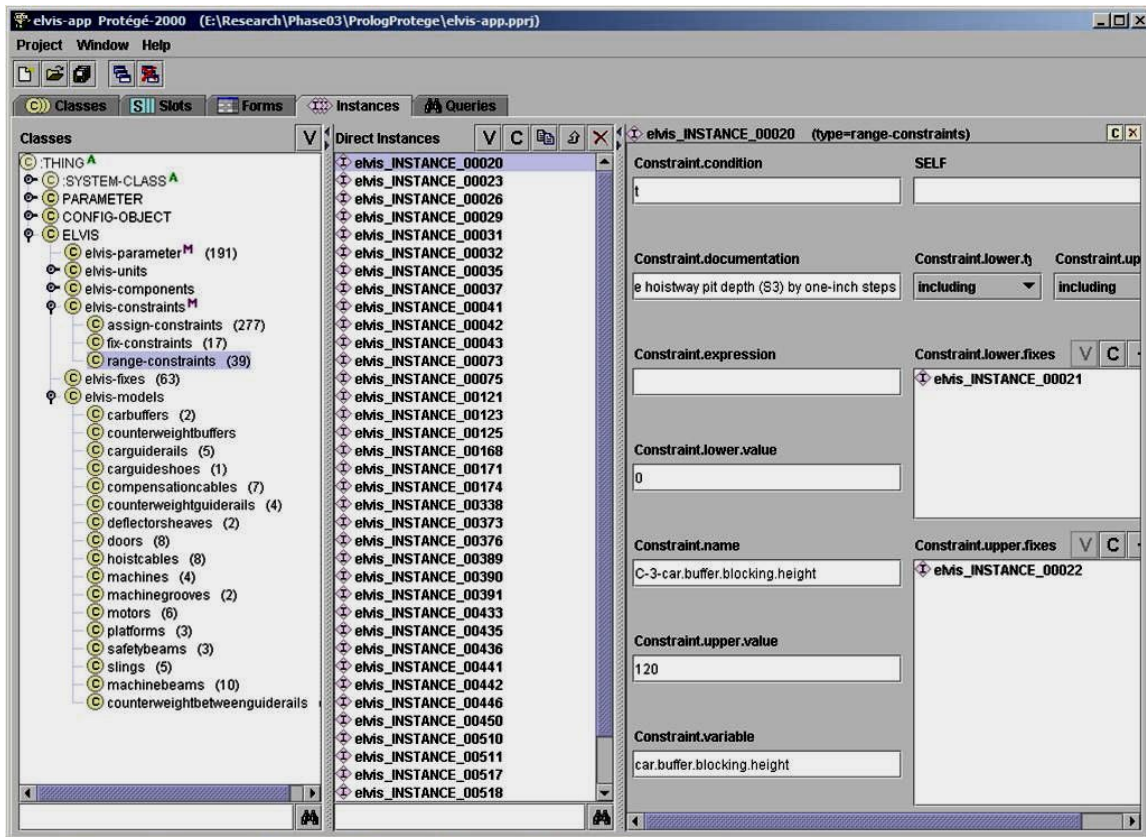 elvis-app Protégé-2000 (E:\Research\Phase03\PrologProtege\elvis-app.pprj)
Project Window Help
Classes Slots Forms Instances Queries
Classes V
:THING A
:SYSTEM-CLASS A
PARAMETER
CONFIG-OBJECT
ELVIS
elvis-parameter M (191)
elvis-units
elvis-components
elvis-constraints M
assign-constraints (277)
fix-constraints (17)
range-constraints (39)
elvis-fixes (63)
elvis-models
carbuffers (2)
counterweightbuffers
carguiderails (5)
carguideshoes (1)
compensationcables (7)
counterweightguiderails (4)
deflectorsheaves (2)
doors (8)
hoistcables (8)
machines (4)
machinegrooves (2)
motors (6)
platforms (3)
safetybeams (3)
slings (5)
machinebeams (10)
counterweightbetweenguiderails
Direct Instances V C
elvis_INSTANCE_00020
elvis_INSTANCE_00023
elvis_INSTANCE_00026
elvis_INSTANCE_00029
elvis_INSTANCE_00031
elvis_INSTANCE_00032
elvis_INSTANCE_00035
elvis_INSTANCE_00037
elvis_INSTANCE_00041
elvis_INSTANCE_00042
elvis_INSTANCE_00043
elvis_INSTANCE_00073
elvis_INSTANCE_00075
elvis_INSTANCE_00121
elvis_INSTANCE_00123
elvis_INSTANCE_00125
elvis_INSTANCE_00168
elvis_INSTANCE_00171
elvis_INSTANCE_00174
elvis_INSTANCE_00338
elvis_INSTANCE_00373
elvis_INSTANCE_00376
elvis_INSTANCE_00389
elvis_INSTANCE_00390
elvis_INSTANCE_00391
elvis_INSTANCE_00433
elvis_INSTANCE_00435
elvis_INSTANCE_00436
elvis_INSTANCE_00441
elvis_INSTANCE_00442
elvis_INSTANCE_00446
elvis_INSTANCE_00450
elvis_INSTANCE_00510
elvis_INSTANCE_00511
elvis_INSTANCE_00517
elvis_INSTANCE_00518
elvis_INSTANCE_00020 (type=range-constraints) C X
Constraint.condition SELF
t
Constraint.documentation Constraint.lower.ty Constraint.up
e hoistway pit depth (S3) by one-inch steps including including
Constraint.expression Constraint.lower.fixes V C
elvis_INSTANCE_00021
Constraint.lower.value
0
Constraint.name Constraint.upper.fixes V C
C-3-car.buffer.blocking.height elvis_INSTANCE_00022
Constraint.upper.value
120
Constraint.variable
car.buffer.blocking.height